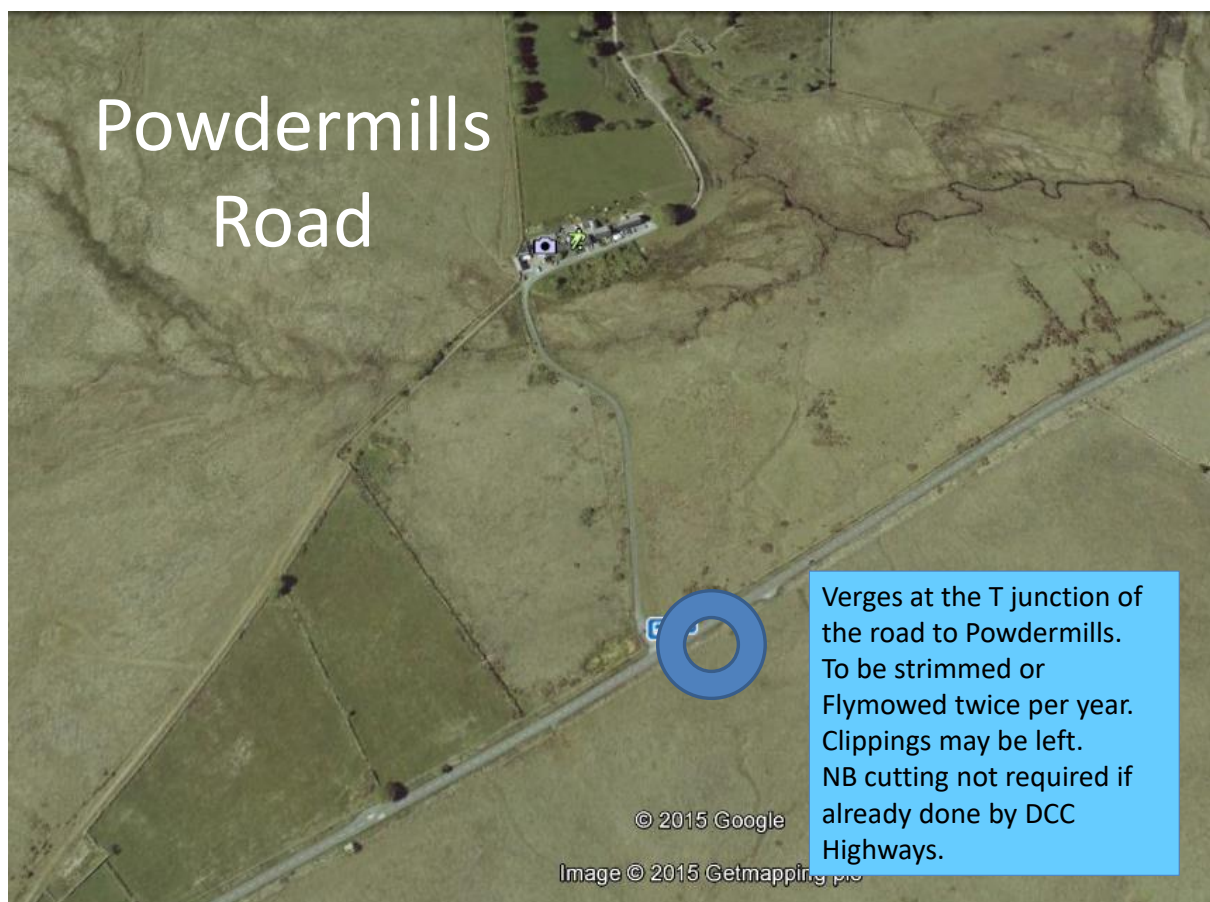 Powdermills
Road
Verges at the T junction of
the road to Powdermills.
To be strimmed or
Flymowed twice per year.
Clippings may be left.
NB cutting not required if
already done by DCC
Highways.
© 2015 Google
Image © 2015 Getmapping plc